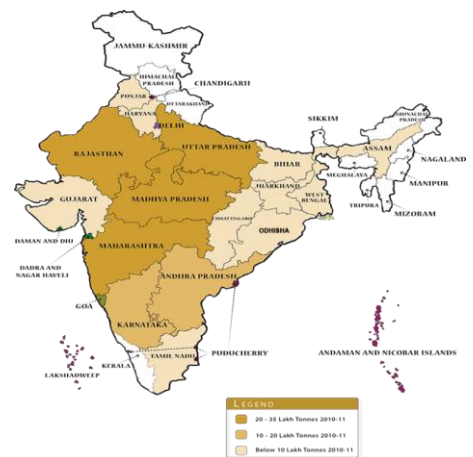 JAMMU-KASHMIR
HIMACHAL
PRADESH
CHANDIGARH
PUNJAB
UTTARAKHAND
HARYANA
DELHI
SIKKIM
ARUNACHAL
PRADESH
RAJASTHAN
UTTAR PRADESH
ASSAM
BIHAR
NAGALAND
MEGHALAYA
MANIPUR
GUJARAT
JHARKHAND
WEST
BENGAL
TRIPURA
MIZORAM
MADHYA PRADESH
CHHATTISGARH
ODHISHA
DAMAN AND DIU
MAHARASHTRA
DADRA AND
NAGAR HAVELI
ANDHRA PRADESH
GOA
KARNATAKA
PUDUCHERRY
ANDAMAN AND NICOBAR ISLANDS
TAMIL NADU
KERALA
LAKSHADWEEP
LEGEND
20 - 35 Lakh Tonnes 2010-11
10 - 20 Lakh Tonnes 2010-11
Below 10 Lakh Tonnes 2010-11